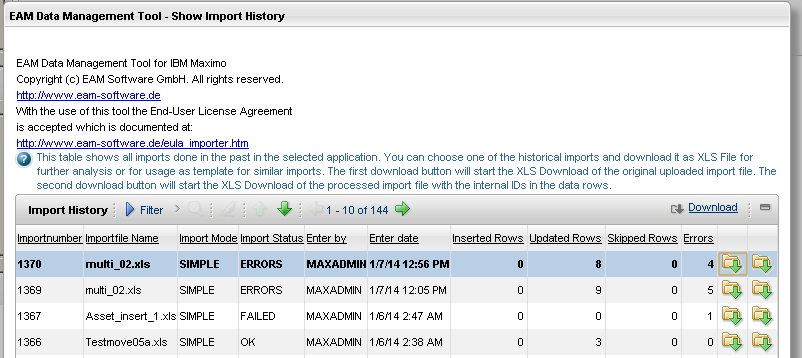 EAM Data Management Tool - Show Import History
EAM Data Management Tool for IBM Maximo
Copyright (c) EAM Software GmbH. All rights reserved.
http://www.eam-software.de
With the use of this tool the End-User License Agreement
is accepted which is documented at:
http://www.eam-software.de/eula_importer.htm
This table shows all imports done in the past in the selected application. You can choose one of the historical imports and download it as XLS File for
further analysis or for usage as template for similar imports. The first download button will start the XLS Download of the original uploaded import file. The
second download button will start the XLS Download of the processed import file with the internal IDs in the data rows.
Import History Filter 1 - 10 of 144 Download
Importnumber Importfile Name Import Mode Import Status Enter by Enter date Inserted Rows Updated Rows Skipped Rows Errors
1370 multi_02.xls SIMPLE ERRORS MAXADMIN 1/7/14 12:56 PM 0 8 0 4
1369 multi_02.xls SIMPLE ERRORS MAXADMIN 1/7/14 12:05 PM 0 9 0 5
1367 Asset_insert_1.xls SIMPLE FAILED MAXADMIN 1/6/14 2:47 AM 0 0 0 1
1366 Testmove05a.xls SIMPLE OK MAXADMIN 1/6/14 2:38 AM 0 3 0 0